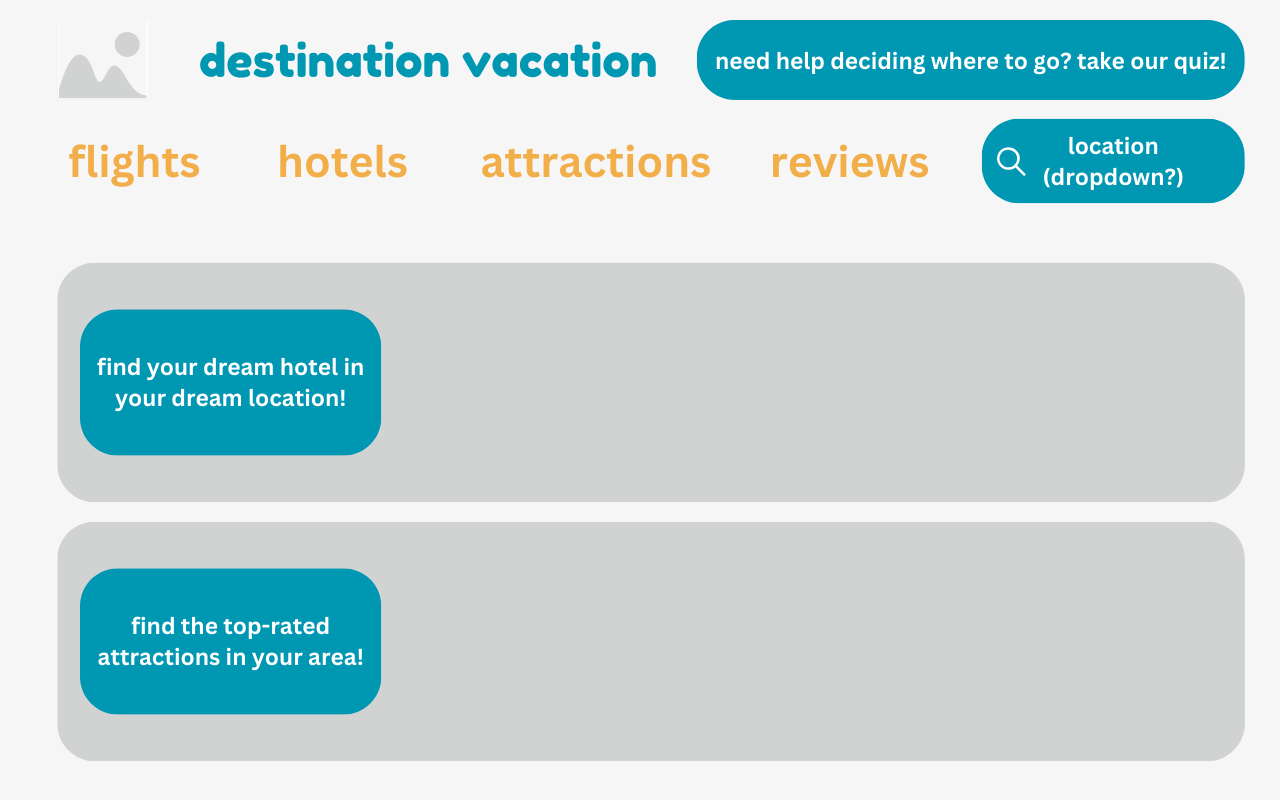 destination vacation
need help deciding where to go? take our quiz!
flights
hotels
attractions
reviews
location
(dropdown?)
find your dream hotel in
your dream location!
find the top-rated
attractions in your area!